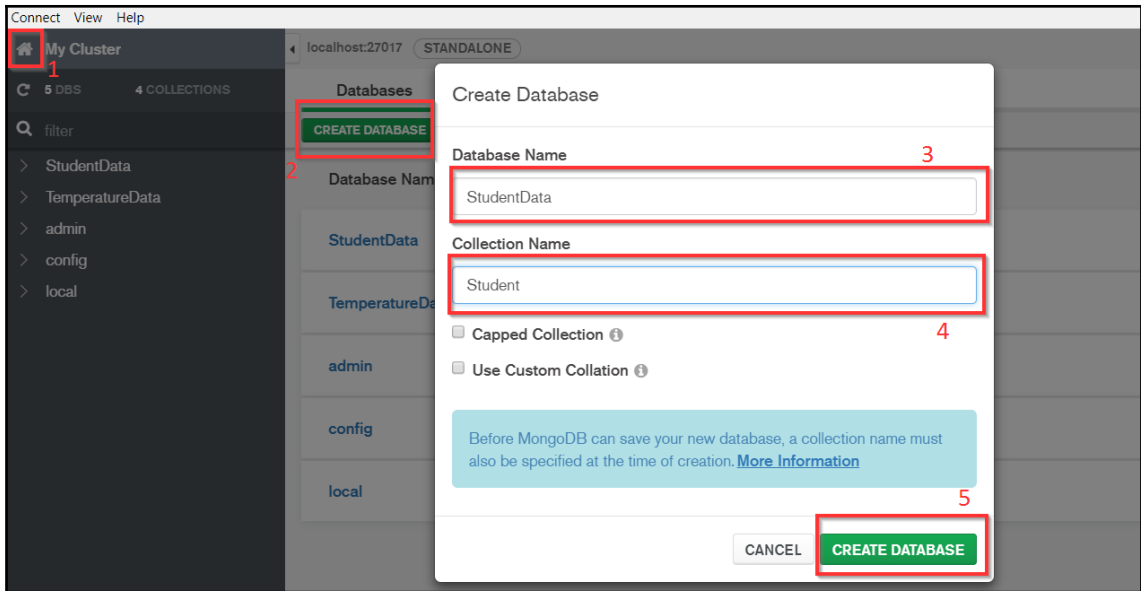 Connect View Help
My Cluster
1
localhost:27017 STANDALONE
5 DBS 4 COLLECTIONS
filter
StudentData
TemperatureData
admin
config
local
Databases
CREATE DATABASE
2
Database Nam
StudentData
TemperatureDa
admin
config
local
Create Database
Database Name
3
StudentData
Collection Name
Student
4
Capped Collection
Use Custom Collation
Before MongoDB can save your new database, a collection name must
also be specified at the time of creation. More Information
5
CANCEL CREATE DATABASE